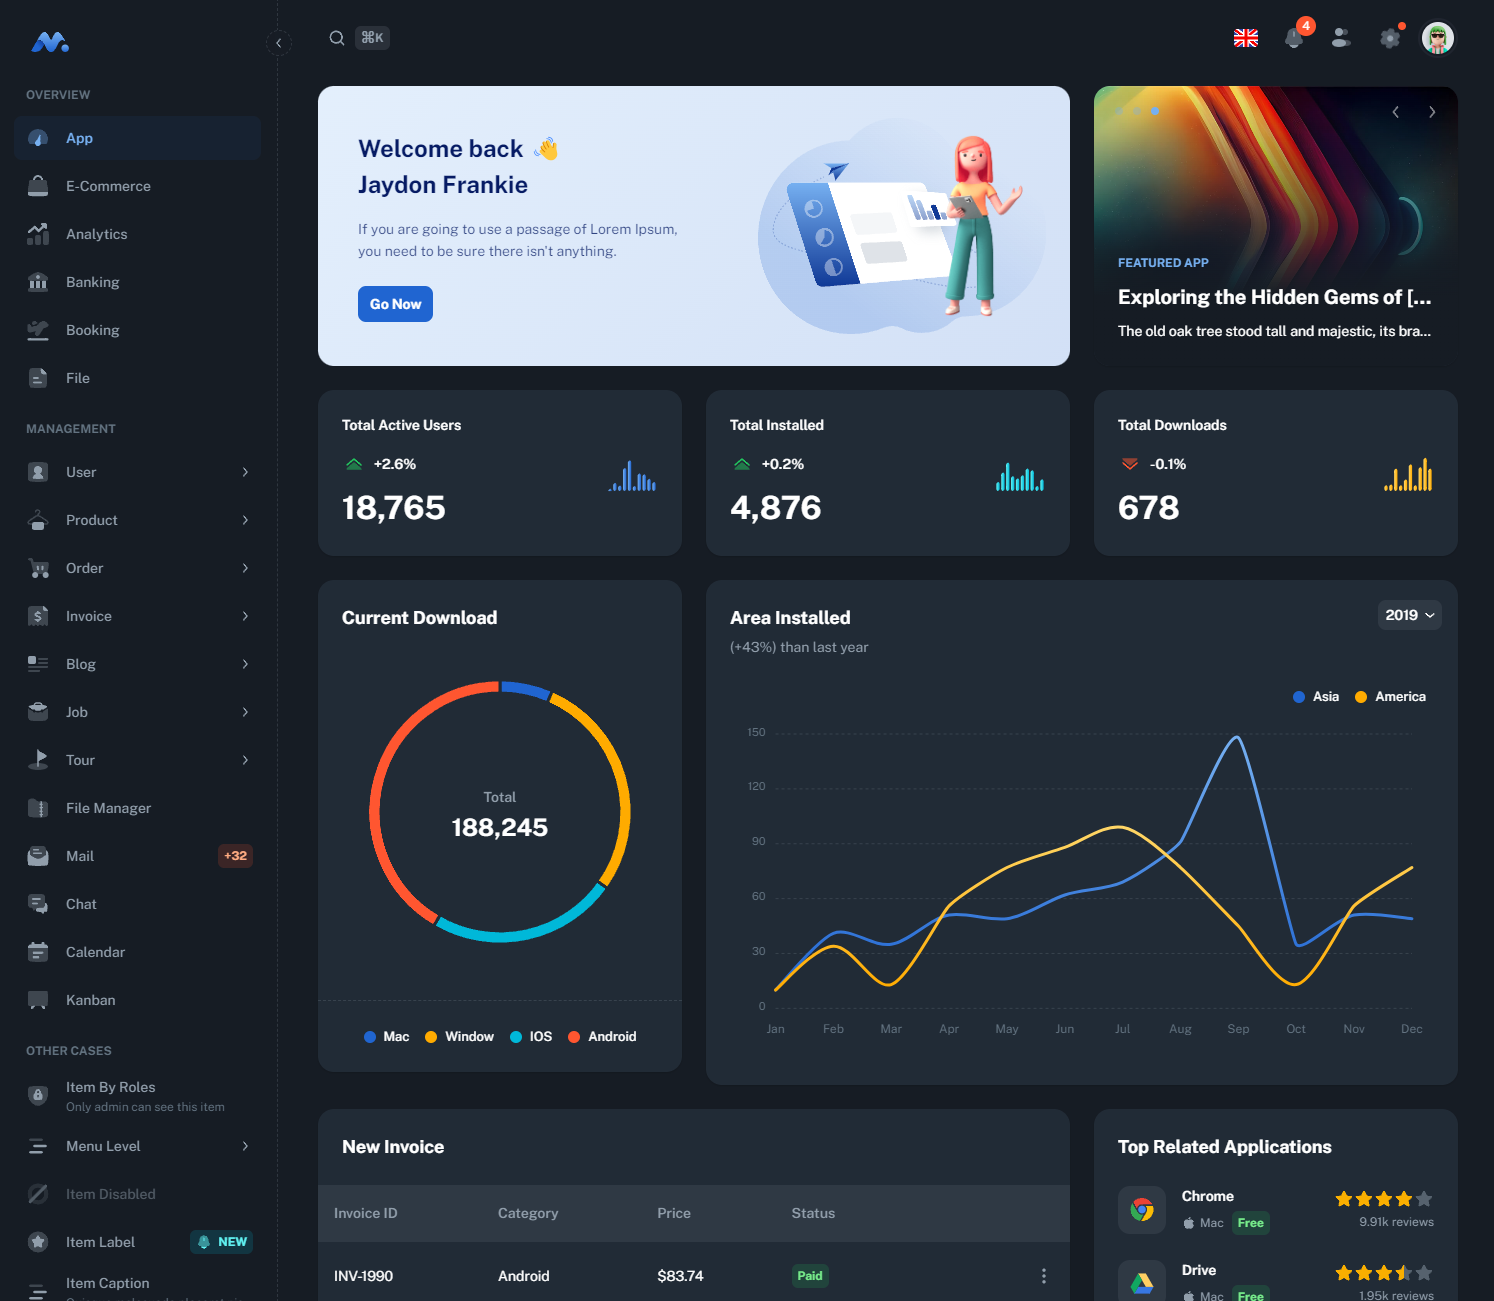 OVERVIEW
App
E-Commerce
Analytics
Banking
Booking
File
MANAGEMENT
User
Product
Order
Invoice
Blog
Job
Tour
File Manager
Mail
+32
Chat
Calendar
Kanban
OTHER CASES
Item By Roles
Only admin can see this item
Menu Level
Item Disabled
Item Label
NEW
Item Caption
⌘K
4
Welcome back 👋
Jaydon Frankie
If you are going to use a passage of Lorem Ipsum,
you need to be sure there isn't anything.
Go Now
FEATURED APP
Exploring the Hidden Gems of [...
The old oak tree stood tall and majestic, its bra...
Total Active Users
+2.6%
18,765
Total Installed
+0.2%
4,876
Total Downloads
-0.1%
678
Current Download
Total
188,245
Mac
Window
IOS
Android
Area Installed
(+43%) than last year
2019
Asia
America
150
120
90
60
30
0
Jan Feb Mar Apr May Jun Jul Aug Sep Oct Nov Dec
New Invoice
Invoice ID Category Price Status
INV-1990 Android $83.74 Paid
Top Related Applications
Chrome
Mac Free
9.91k reviews
Drive
Mac Free
1.95k reviews